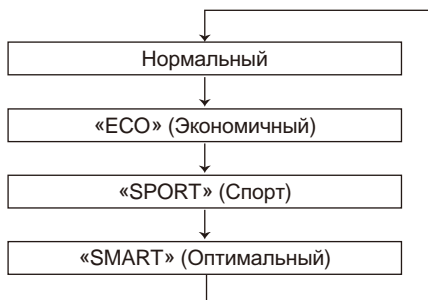 Нормальный
«ECO» (Экономичный)
«SPORT» (Спорт)
«SMART» (Оптимальный)